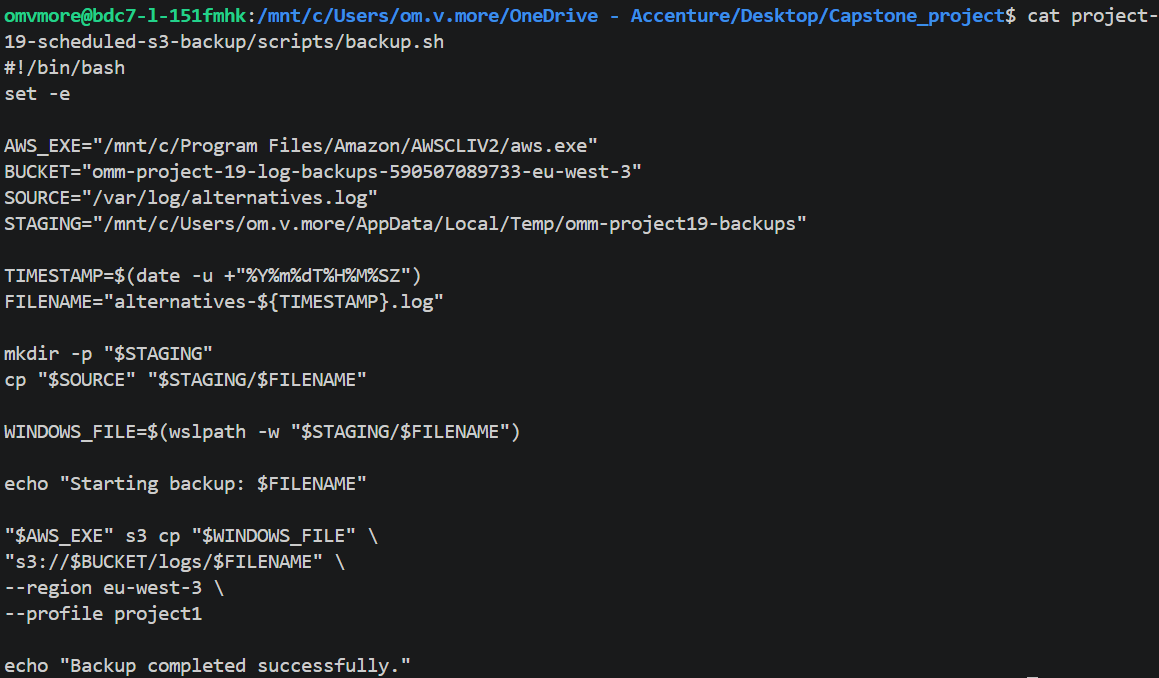 omvmore@bdc7-l-151fmhk:/mnt/c/Users/om.v.more/OneDrive - Accenture/Desktop/Capstone_project$ cat project-
19-scheduled-s3-backup/scripts/backup.sh
#!/bin/bash
set -e

AWS_EXE="/mnt/c/Program Files/Amazon/AWSCLIV2/aws.exe"
BUCKET="omm-project-19-log-backups-590507089733-eu-west-3"
SOURCE="/var/log/alternatives.log"
STAGING="/mnt/c/Users/om.v.more/AppData/Local/Temp/omm-project19-backups"

TIMESTAMP=$(date -u +"%Y%m%dT%H%M%SZ")
FILENAME="alternatives-${TIMESTAMP}.log"

mkdir -p "$STAGING"
cp "$SOURCE" "$STAGING/$FILENAME"

WINDOWS_FILE=$(wslpath -w "$STAGING/$FILENAME")

echo "Starting backup: $FILENAME"

"$AWS_EXE" s3 cp "$WINDOWS_FILE" \
"s3://$BUCKET/logs/$FILENAME" \
--region eu-west-3 \
--profile project1

echo "Backup completed successfully."